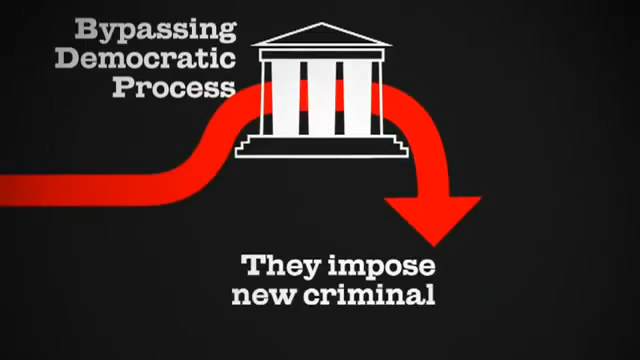 Bypassing
Democratic
Process
They impose
new criminal